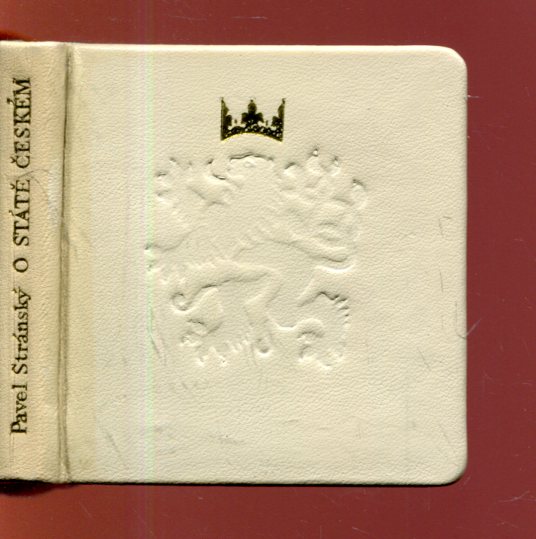 Pavel Stránský O STÁTĚ ČESKÉM